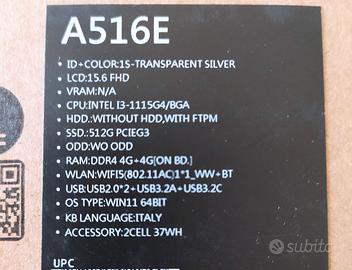 A516E
• ID+COLOR:1S-TRANSPARENT SILVER
• LCD:15.6 FHD
• VRAM:N/A
• CPU:INTEL I3-1115G4/BGA
• HDD.:WITHOUT HDD,WITH FTPM
• SSD.:512G PCIEG3
• ODD:WO ODD
• RAM:DDR4 4G+4G(ON BD.)
• WLAN:WIFI5(802.11AC)1*1_WW+BT
• USB:USB2.0*2+USB3.2A+USB3.2C
• OS TYPE:WIN11 64BIT
• KB LANGUAGE:ITALY
• ACCESSORY:2CELL 37WH
UPC
subito